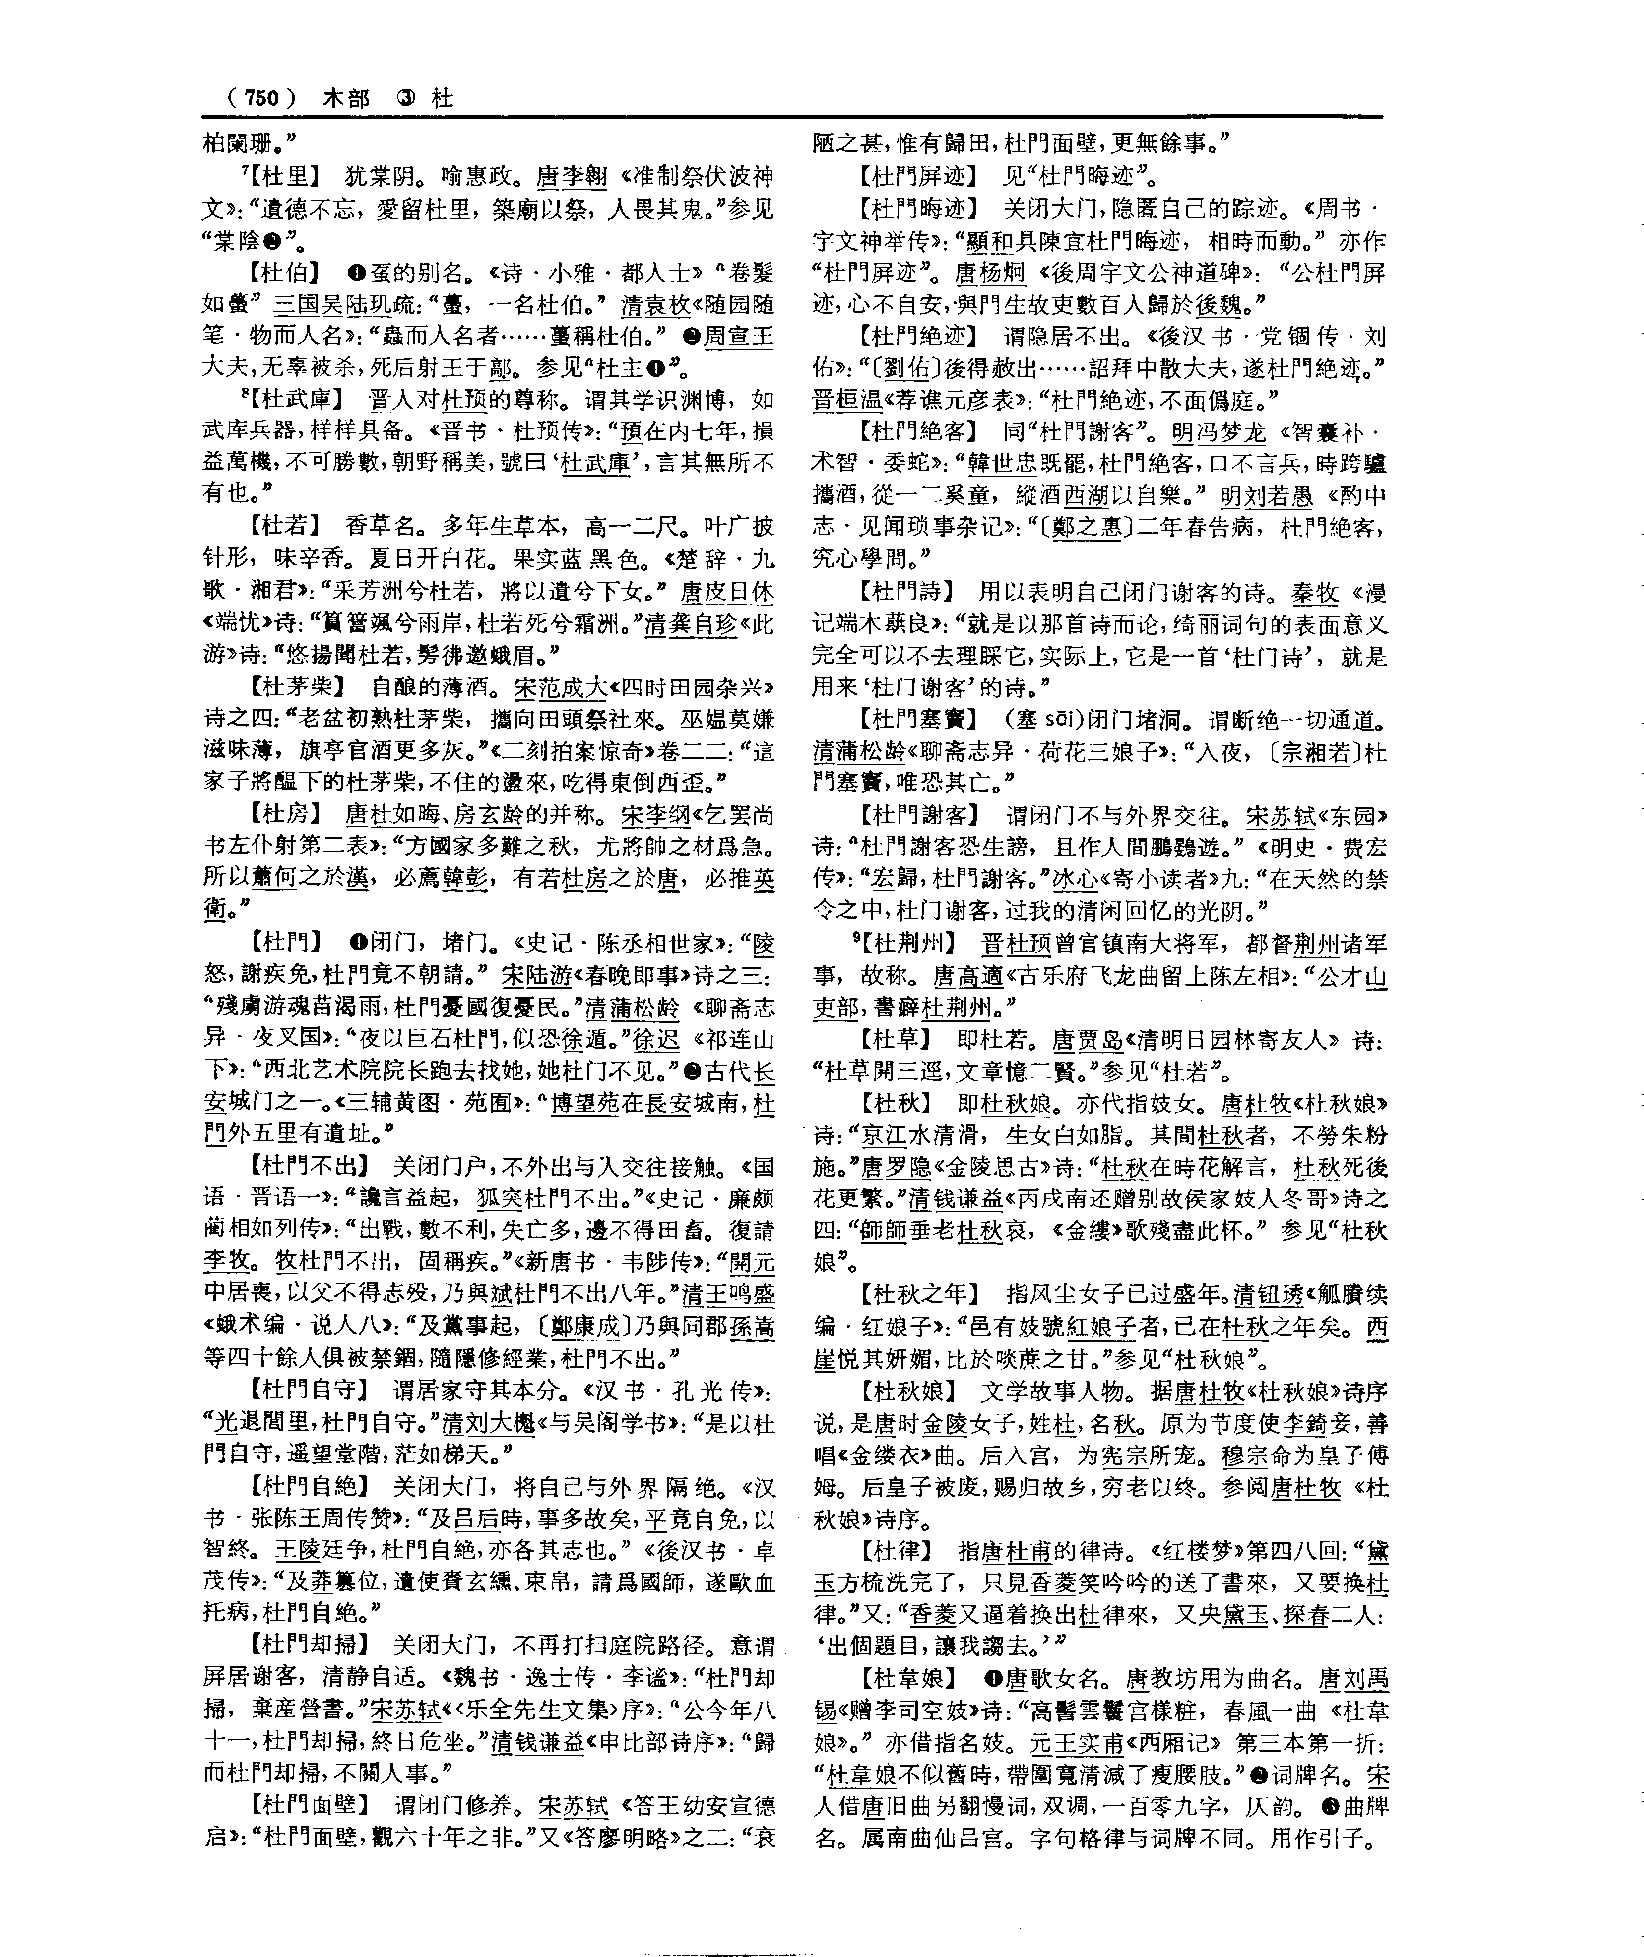 （750） 木部 ③ 杜
柏闌珊。”
⁷【杜里】 犹棠阴。喻惠政。唐李翱《准制祭伏波神
文》：“遺德不忘，愛留杜里，築廟以祭，人畏其鬼。”参见
“棠陰❷”。
【杜伯】 ❶虿的别名。《诗·小雅·都人士》“卷髮
如蠆” 三国吴陆玑疏：“蠆，一名杜伯。” 清袁枚《随园随
笔·物而人名》：“蟲而人名者……蠆稱杜伯。” ❷周宣王
大夫，无辜被杀，死后射王于鄗。参见“杜主❶”。
⁸【杜武庫】 晋人对杜预的尊称。谓其学识渊博，如
武库兵器，样样具备。《晋书·杜预传》：“預在内七年，損
益萬機，不可勝數，朝野稱美，號曰‘杜武庫’，言其無所不
有也。”
【杜若】 香草名。多年生草本，高一二尺。叶广披
针形，味辛香。夏日开白花。果实蓝黑色。《楚辞·九
歌·湘君》：“采芳洲兮杜若，將以遺兮下女。” 唐皮日休
《端忧》诗：“篔簹颯兮雨岸，杜若死兮霜洲。”清龚自珍《此
游》诗：“悠揚聞杜若，髣彿邀蛾眉。”
【杜茅柴】 自酿的薄酒。宋范成大《四时田园杂兴》
诗之四：“老盆初熟杜茅柴，攜向田頭祭社來。巫媪莫嫌
滋味薄，旗亭官酒更多灰。”《二刻拍案惊奇》卷二二：“這
家子將醖下的杜茅柴，不住的盪來，吃得東倒西歪。”
【杜房】 唐杜如晦、房玄龄的并称。宋李纲《乞罢尚
书左仆射第二表》：“方國家多難之秋，尤將帥之材爲急。
所以蕭何之於漢，必薦韓彭，有若杜房之於唐，必推英
衛。”
【杜門】 ❶闭门，堵门。《史记·陈丞相世家》：“陵
怒，謝疾免，杜門竟不朝請。” 宋陆游《春晚即事》诗之三：
“殘虜游魂苗渴雨，杜門憂國復憂民。”清蒲松龄《聊斋志
异·夜叉国》：“夜以巨石杜門，似恐徐遁。”徐迟《祁连山
下》：“西北艺术院院长跑去找她，她杜门不见。”❷古代长
安城门之一。《三辅黄图·苑囿》：“博望苑在長安城南，杜
門外五里有遺址。”
【杜門不出】 关闭门户，不外出与人交往接触。《国
语·晋语一》：“讒言益起，狐突杜門不出。”《史记·廉颇
蔺相如列传》：“出戰，數不利，失亡多，邊不得田畜。復請
李牧。牧杜門不出，固稱疾。”《新唐书·韦陟传》：“開元
中居喪，以父不得志殁，乃與斌杜門不出八年。”清王鸣盛
《蛾术编·说人八》：“及黨事起，〔鄭康成〕乃與同郡孫嵩
等四十餘人俱被禁錮，隨隱修經業，杜門不出。”
【杜門自守】 谓居家守其本分。《汉书·孔光传》：
“光退閭里，杜門自守。”清刘大櫆《与吴阁学书》：“是以杜
門自守，遥望堂階，茫如梯天。”
【杜門自絶】 关闭大门，将自己与外界隔绝。《汉
书·张陈王周传赞》：“及吕后時，事多故矣，平竟自免，以
智終。王陵廷争，杜門自絶，亦各其志也。”《後汉书·卓
茂传》：“及莽篡位，遣使賫玄纁、束帛，請爲國師，遂歐血
托病，杜門自絶。”
【杜門却掃】 关闭大门，不再打扫庭院路径。意谓
屏居谢客，清静自适。《魏书·逸士传·李谧》：“杜門却
掃，棄産營書。”宋苏轼《〈乐全先生文集〉序》：“公今年八
十一，杜門却掃，終日危坐。”清钱谦益《申比部诗序》：“歸
而杜門却掃，不關人事。”
【杜門面壁】 谓闭门修养。宋苏轼《答王幼安宣德
启》：“杜門面壁，觀六十年之非。”又《答廖明略》之二：“衰
陋之甚，惟有歸田，杜門面壁，更無餘事。”
【杜門屏迹】 见“杜門晦迹”。
【杜門晦迹】 关闭大门，隐匿自己的踪迹。《周书·
宇文神举传》：“顯和具陳宜杜門晦迹，相時而動。” 亦作
“杜門屏迹”。唐杨炯《後周宇文公神道碑》：“公杜門屏
迹，心不自安，與門生故吏數百人歸於後魏。”
【杜門絶迹】 谓隐居不出。《後汉书·党锢传·刘
佑》：“〔劉佑〕後得赦出……詔拜中散大夫，遂杜門絶迹。”
晋桓温《荐谯元彦表》：“杜門絶迹，不面僞庭。”
【杜門絶客】 同“杜門謝客”。明冯梦龙《智囊补·
术智·委蛇》：“韓世忠既罷，杜門絶客，口不言兵，時跨驢
攜酒，從一二奚童，縱酒西湖以自樂。” 明刘若愚《酌中
志·见闻琐事杂记》：“〔鄭之惠〕二年春告病，杜門絶客，
究心學問。”
【杜門詩】 用以表明自己闭门谢客的诗。秦牧《漫
记端木蕻良》：“就是以那首诗而论，绮丽词句的表面意义
完全可以不去理睬它，实际上，它是一首‘杜门诗’，就是
用来‘杜门谢客’的诗。”
【杜門塞竇】 （塞 sāi）闭门堵洞。谓断绝一切通道。
清蒲松龄《聊斋志异·荷花三娘子》：“入夜，〔宗湘若〕杜
門塞竇，唯恐其亡。”
【杜門謝客】 谓闭门不与外界交往。宋苏轼《东园》
诗：“杜門謝客恐生謗，且作人間鵬鷃遊。”《明史·费宏
传》：“宏歸，杜門謝客。”冰心《寄小读者》九：“在天然的禁
令之中，杜门谢客，过我的清闲回忆的光阴。”
⁹【杜荆州】 晋杜预曾官镇南大将军，都督荆州诸军
事，故称。唐高適《古乐府飞龙曲留上陈左相》：“公才山
吏部，書癖杜荆州。”
【杜草】 即杜若。唐贾岛《清明日园林寄友人》诗：
“杜草開三逕，文章憶二賢。”参见“杜若”。
【杜秋】 即杜秋娘。亦代指妓女。唐杜牧《杜秋娘》
诗：“京江水清滑，生女白如脂。其間杜秋者，不勞朱粉
施。”唐罗隐《金陵思古》诗：“杜秋在時花解言，杜秋死後
花更繁。”清钱谦益《丙戌南还赠别故侯家妓人冬哥》诗之
四：“師師垂老杜秋哀，《金縷》歌殘盡此杯。” 参见“杜秋
娘”。
【杜秋之年】 指风尘女子已过盛年。清钮琇《觚賸续
编·红娘子》：“邑有妓號紅娘子者，已在杜秋之年矣。西
崖悦其妍媚，比於啖蔗之甘。”参见“杜秋娘”。
【杜秋娘】 文学故事人物。据唐杜牧《杜秋娘》诗序
说，是唐时金陵女子，姓杜，名秋。原为节度使李錡妾，善
唱《金缕衣》曲。后入宫，为宪宗所宠。穆宗命为皇子傅
姆。后皇子被废，赐归故乡，穷老以终。参阅唐杜牧《杜
秋娘》诗序。
【杜律】 指唐杜甫的律诗。《红楼梦》第四八回：“黛
玉方梳洗完了，只見香菱笑吟吟的送了書來，又要换杜
律。”又：“香菱又逼着换出杜律來，又央黛玉、探春二人：
‘出個題目，讓我謅去。’”
【杜韋娘】 ❶唐歌女名。唐教坊用为曲名。唐刘禹
锡《赠李司空妓》诗：“高髻雲鬟宫樣粧，春風一曲《杜韋
娘》。” 亦借指名妓。元王实甫《西厢记》第三本第一折：
“杜韋娘不似舊時，帶圍寬清減了瘦腰肢。”❷词牌名。宋
人借唐旧曲另翻慢词，双调，一百零九字，仄韵。❸曲牌
名。属南曲仙吕宫。字句格律与词牌不同。用作引子。